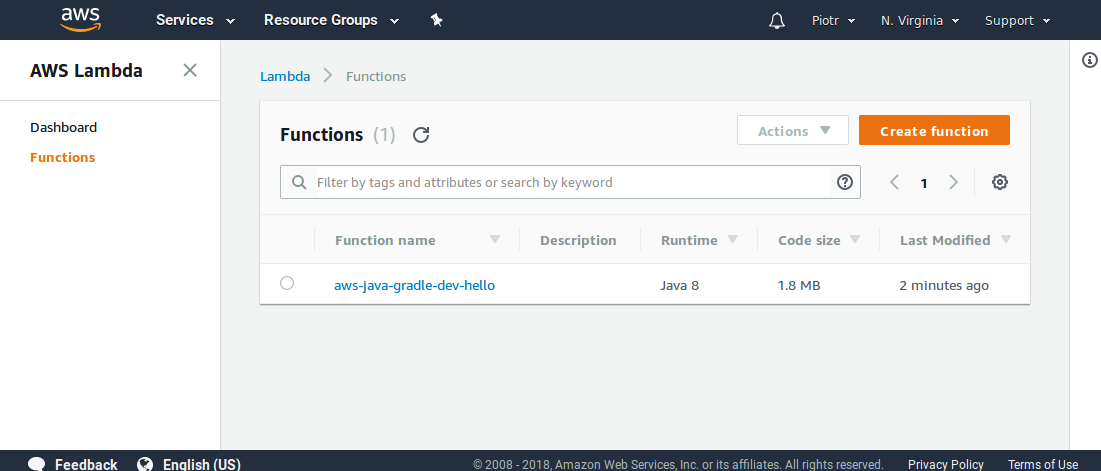 aws Services Resource Groups Piotr N. Virginia Support
AWS Lambda
Dashboard
Functions
Lambda Functions
Functions (1) Actions Create function
Filter by tags and attributes or search by keyword 1
Function name Description Runtime Code size Last Modified
aws-java-gradle-dev-hello Java 8 1.8 MB 2 minutes ago
Feedback English (US) © 2008 - 2018, Amazon Web Services, Inc. or its affiliates. All rights reserved. Privacy Policy Terms of Use